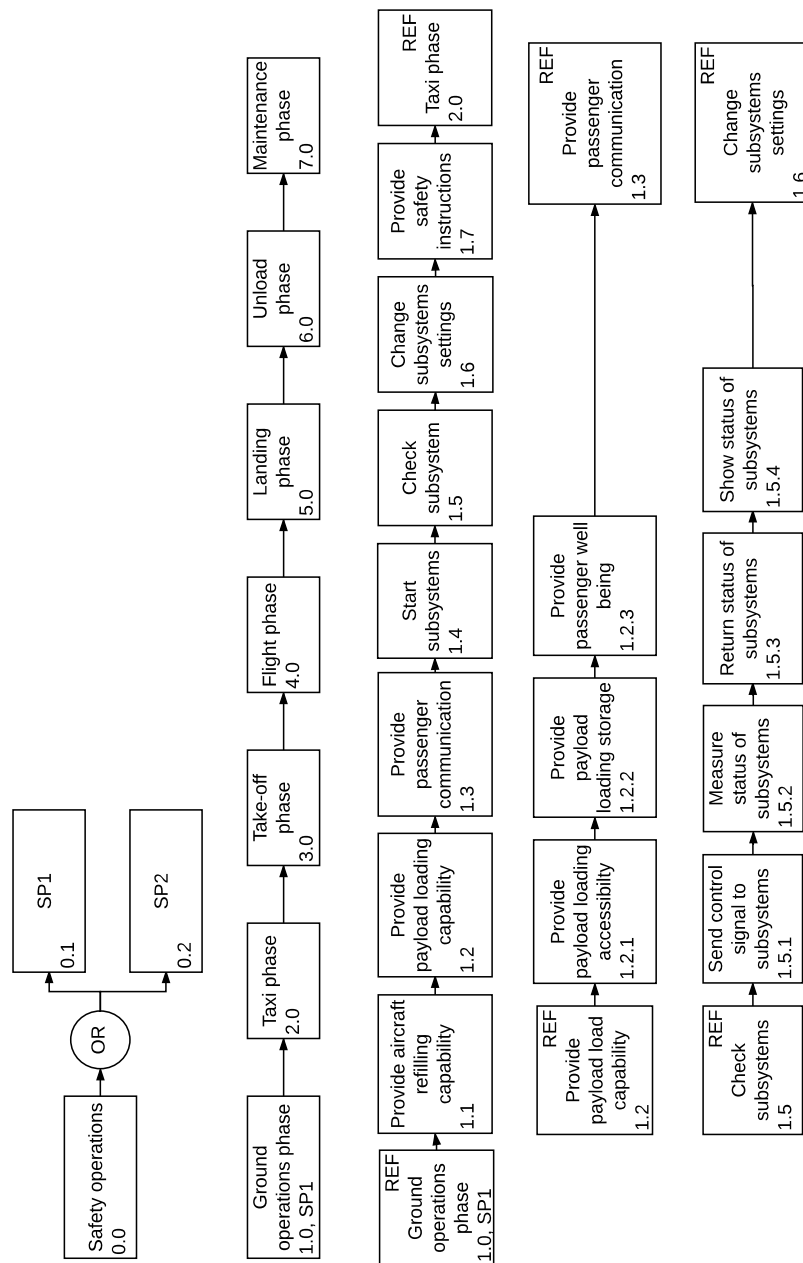 Safety operations
0.0
OR
SP1
0.1
SP2
0.2
Ground
operations phase
1.0, SP1
Taxi phase
2.0
Take-off
phase
3.0
Flight phase
4.0
Landing
phase
5.0
Unload
phase
6.0
Maintenance
phase
7.0
REF
Ground
operations
phase
1.0, SP1
Provide aircraft
refilling
capability
1.1
Provide
payload loading
capability
1.2
Provide
passenger
communication
1.3
Start
subsystems
1.4
Check
subsystem
1.5
Change
subsystems
settings
1.6
Provide
safety
instructions
1.7
REF
Taxi phase
2.0
REF
Provide
payload load
capability
1.2
Provide
payload loading
accessibilty
1.2.1
Provide
payload
loading storage
1.2.2
Provide
passenger well
being
1.2.3
REF
Provide
passenger
communication
1.3
REF
Check
subsystems
1.5
Send control
signal to
subsystems
1.5.1
Measure
status of
subsystems
1.5.2
Return status of
subsystems
1.5.3
Show status of
subsystems
1.5.4
REF
Change
subsystems
settings
1.6